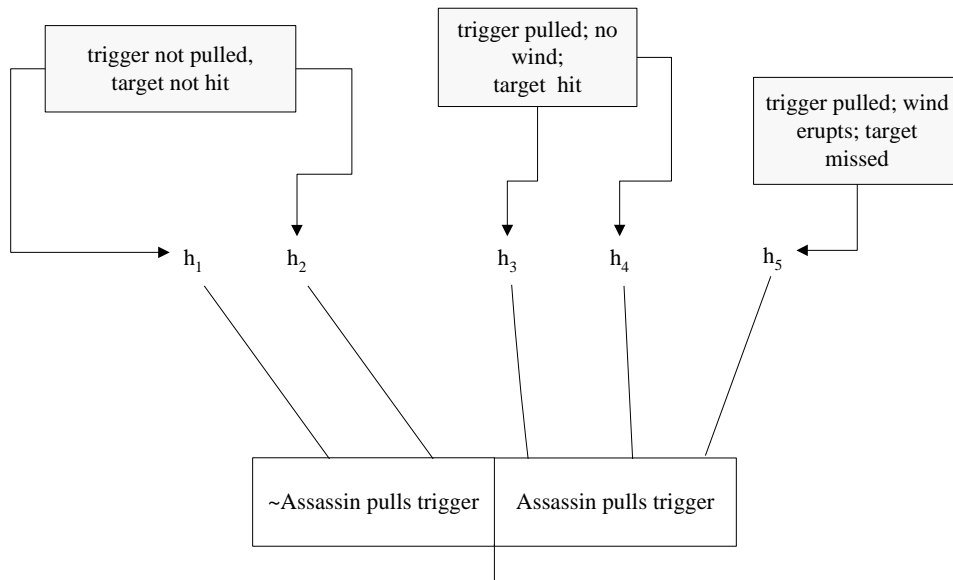 trigger not pulled,
target not hit
trigger pulled; no
wind;
target hit
trigger pulled; wind
erupts; target
missed
h₁
h₂
h₃
h₄
h₅
~Assassin pulls trigger
Assassin pulls trigger